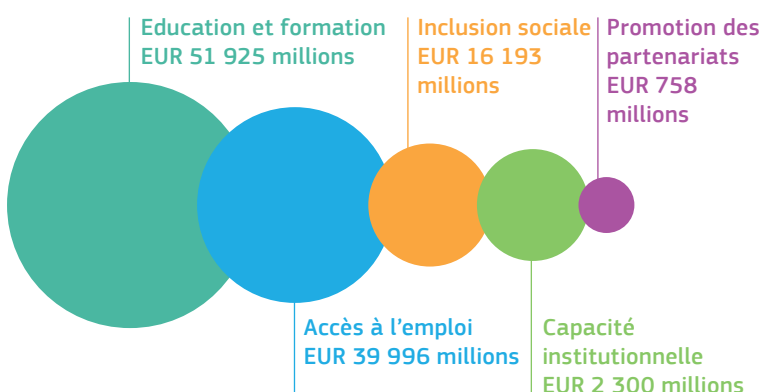 Education et formation
EUR 51 925 millions
Inclusion sociale
EUR 16 193
millions
Promotion des
partenariats
EUR 758
millions
Accès à l’emploi
EUR 39 996 millions
Capacité
institutionnelle
EUR 2 300 millions